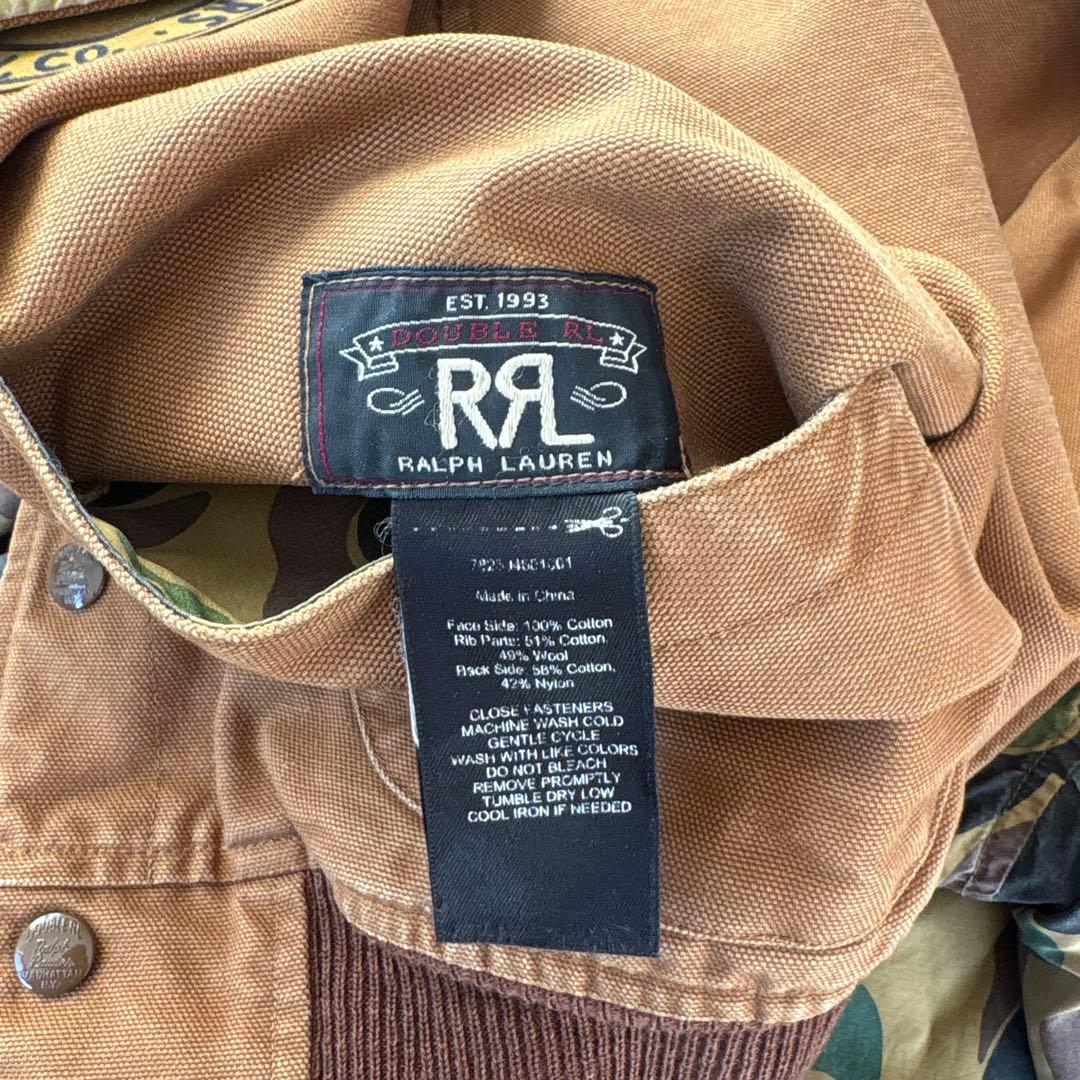 CO. · S
EST. 1993
DOUBLE RL
RRL
RALPH LAUREN
Made in China
Face Side: 100% Cotton
Rib Parts: 51% Cotton,
49% Wool
Back Side: 58% Cotton,
42% Nylon
CLOSE FASTENERS
MACHINE WASH COLD
GENTLE CYCLE
WASH WITH LIKE COLORS
DO NOT BLEACH
REMOVE PROMPTLY
TUMBLE DRY LOW
COOL IRON IF NEEDED
DOUBLE RL
Ralph
Lauren
MANHATTAN
N.Y.